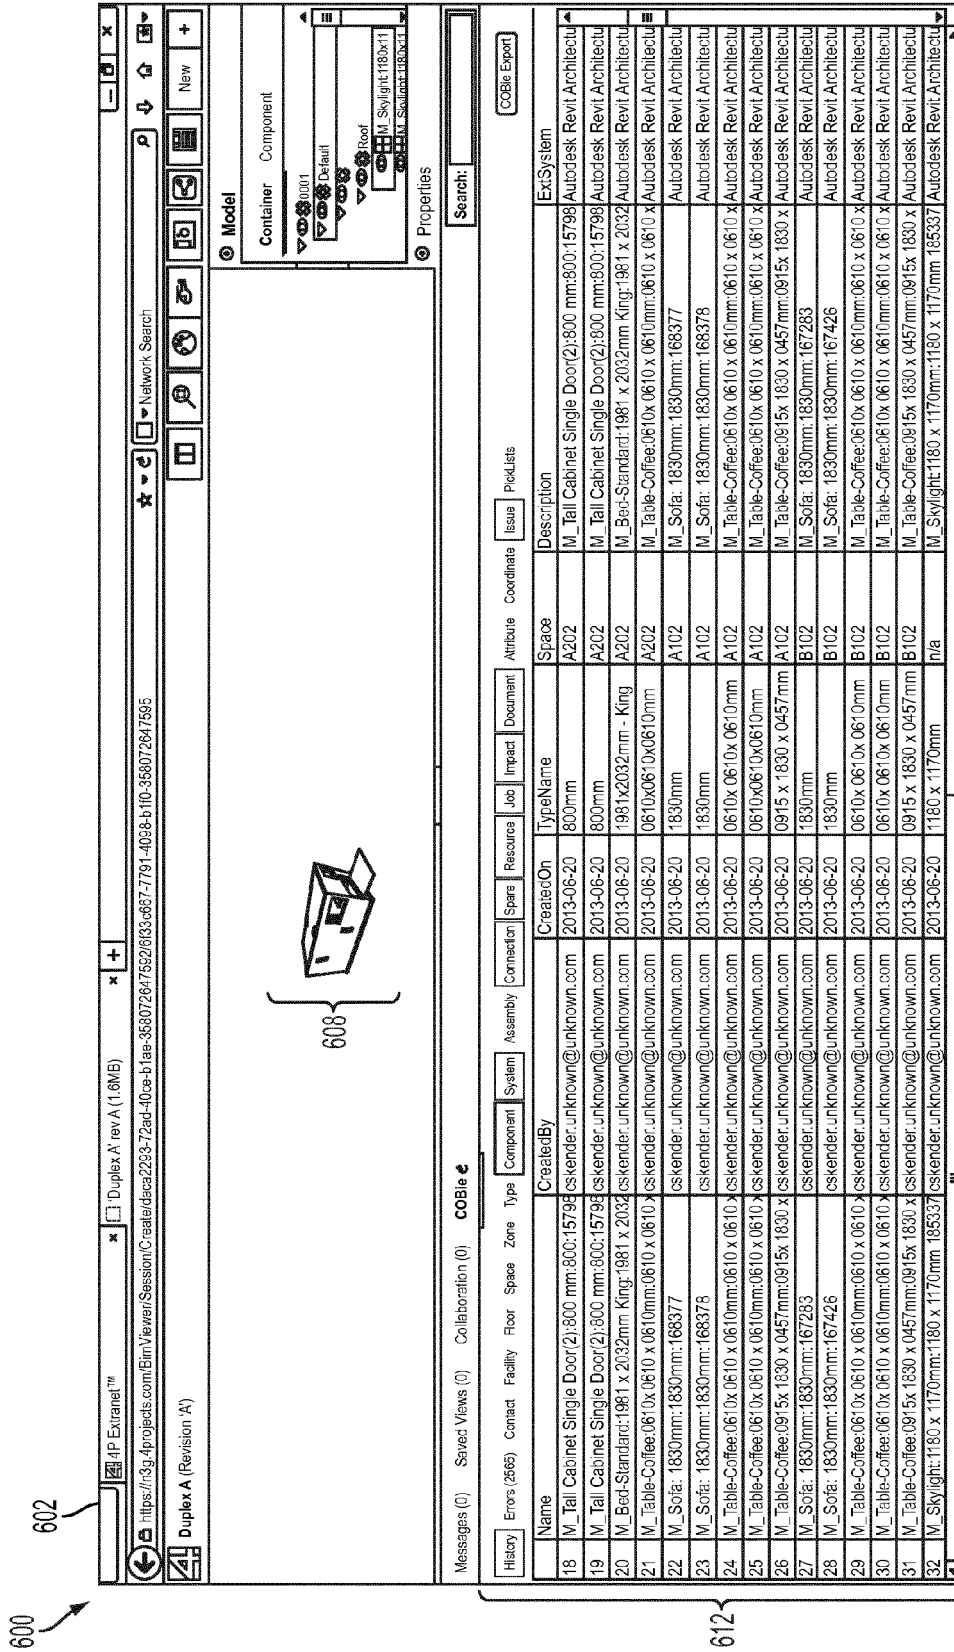 600
602
4P Extranet™ ×
'Duplex A' rev A (1.6MB) × +
https://n3g.4projects.com/BimViewer/Session/Create/daca2293-72ad-40ce-b1ae-358072647592/6f33c667-7791-4098-b1f0-358072647595
Network Search
Duplex A (Revision 'A')
New +
608
Model
Container Component
0001
Default
Roof
M_Skylight:1180x11
M_Skylight:1180x11
Properties
Messages (0) Saved Views (0) Collaboration (0) COBie
Search:
612
History Errors (2565) Contact Facility Floor Space Zone Type Component System Assembly Connection Spare Resource Job Impact Document Attribute Coordinate Issue PickLists COBie Export
Name CreatedBy CreatedOn TypeName Space Description ExtSystem
18 M_Tall Cabinet Single Door(2):800 mm:800:15798 cskender.unknown@unknown.com 2013-06-20 800mm A202 M_Tall Cabinet Single Door(2):800 mm:800:15798 Autodesk Revit Architectu
19 M_Tall Cabinet Single Door(2):800 mm:800:15798 cskender.unknown@unknown.com 2013-06-20 800mm A202 M_Tall Cabinet Single Door(2):800 mm:800:15798 Autodesk Revit Architectu
20 M_Bed-Standard:1981 x 2032mm King:1981 x 2032 cskender.unknown@unknown.com 2013-06-20 1981x2032mm - King A202 M_Bed-Standard:1981 x 2032mm King:1981 x 2032 Autodesk Revit Architectu
21 M_Table-Coffee:0610x 0610 x 0610mm:0610 x 0610 x cskender.unknown@unknown.com 2013-06-20 0610x0610x0610mm A202 M_Table-Coffee:0610x 0610 x 0610mm:0610 x 0610 x Autodesk Revit Architectu
22 M_Sofa: 1830mm:1830mm:168377 cskender.unknown@unknown.com 2013-06-20 1830mm A102 M_Sofa: 1830mm:1830mm:168377 Autodesk Revit Architectu
23 M_Sofa: 1830mm:1830mm:168378 cskender.unknown@unknown.com 2013-06-20 1830mm A102 M_Sofa: 1830mm:1830mm:168378 Autodesk Revit Architectu
24 M_Table-Coffee:0610x 0610 x 0610mm:0610 x 0610 x cskender.unknown@unknown.com 2013-06-20 0610x 0610x 0610mm A102 M_Table-Coffee:0610x 0610 x 0610mm:0610 x 0610 x Autodesk Revit Architectu
25 M_Table-Coffee:0610x 0610 x 0610mm:0610 x 0610 x cskender.unknown@unknown.com 2013-06-20 0610x0610x0610mm A102 M_Table-Coffee:0610x 0610 x 0610mm:0610 x 0610 x Autodesk Revit Architectu
26 M_Table-Coffee:0915x 1830 x 0457mm:0915x 1830 x cskender.unknown@unknown.com 2013-06-20 0915 x 1830 x 0457mm A102 M_Table-Coffee:0915x 1830 x 0457mm:0915x 1830 x Autodesk Revit Architectu
27 M_Sofa: 1830mm:1830mm:167283 cskender.unknown@unknown.com 2013-06-20 1830mm B102 M_Sofa: 1830mm:1830mm:167283 Autodesk Revit Architectu
28 M_Sofa: 1830mm:1830mm:167426 cskender.unknown@unknown.com 2013-06-20 1830mm B102 M_Sofa: 1830mm:1830mm:167426 Autodesk Revit Architectu
29 M_Table-Coffee:0610x 0610 x 0610mm:0610 x 0610 x cskender.unknown@unknown.com 2013-06-20 0610x 0610x 0610mm B102 M_Table-Coffee:0610x 0610 x 0610mm:0610 x 0610 x Autodesk Revit Architectu
30 M_Table-Coffee:0610x 0610 x 0610mm:0610 x 0610 x cskender.unknown@unknown.com 2013-06-20 0610x 0610x 0610mm B102 M_Table-Coffee:0610x 0610 x 0610mm:0610 x 0610 x Autodesk Revit Architectu
31 M_Table-Coffee:0915x 1830 x 0457mm:0915x 1830 x cskender.unknown@unknown.com 2013-06-20 0915 x 1830 x 0457mm B102 M_Table-Coffee:0915x 1830 x 0457mm:0915x 1830 x Autodesk Revit Architectu
32 M_Skylight:1180 x 1170mm:1180 x 1170mm 185337 cskender.unknown@unknown.com 2013-06-20 1180 x 1170mm n/a M_Skylight:1180 x 1170mm:1180 x 1170mm 185337 Autodesk Revit Architectu